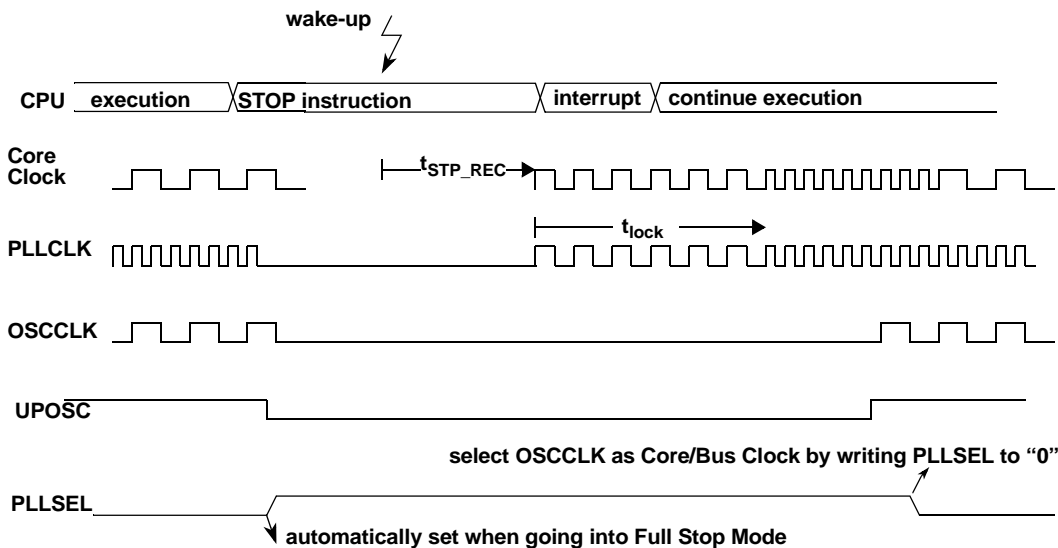 wake-up
CPU
execution
STOP instruction
interrupt
continue execution
Core
Clock
tSTP_REC
tlock
PLLCLK
OSCCLK
UPOSC
select OSCCLK as Core/Bus Clock by writing PLLSEL to “0”
PLLSEL
automatically set when going into Full Stop Mode